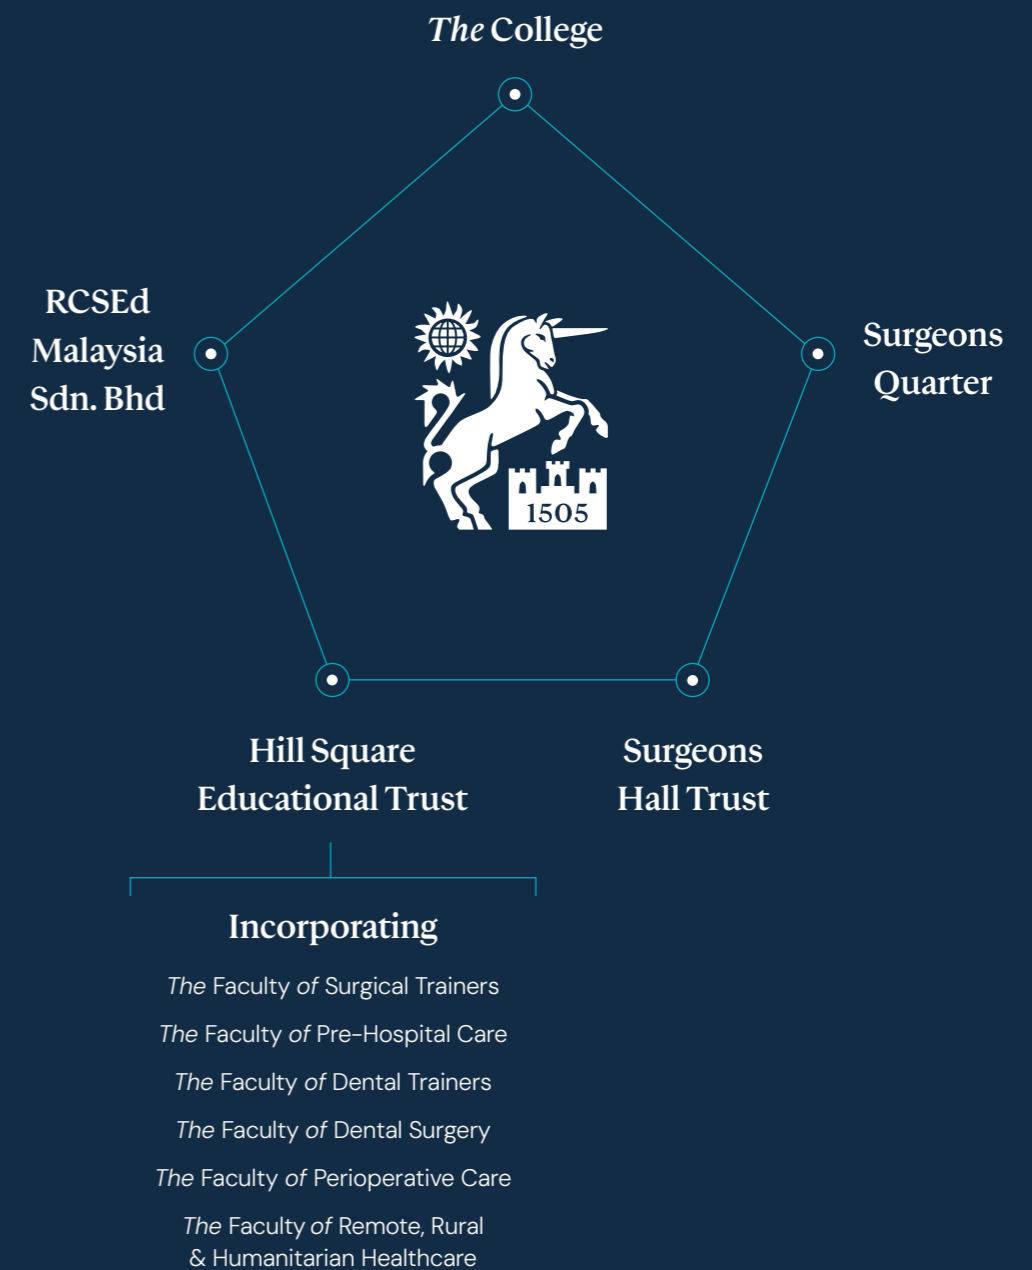 The College
RCSEd
Malaysia
Sdn. Bhd
Surgeons
Quarter
1505
Hill Square
Educational Trust
Surgeons
Hall Trust
Incorporating
The Faculty of Surgical Trainers
The Faculty of Pre-Hospital Care
The Faculty of Dental Trainers
The Faculty of Dental Surgery
The Faculty of Perioperative Care
The Faculty of Remote, Rural
& Humanitarian Healthcare